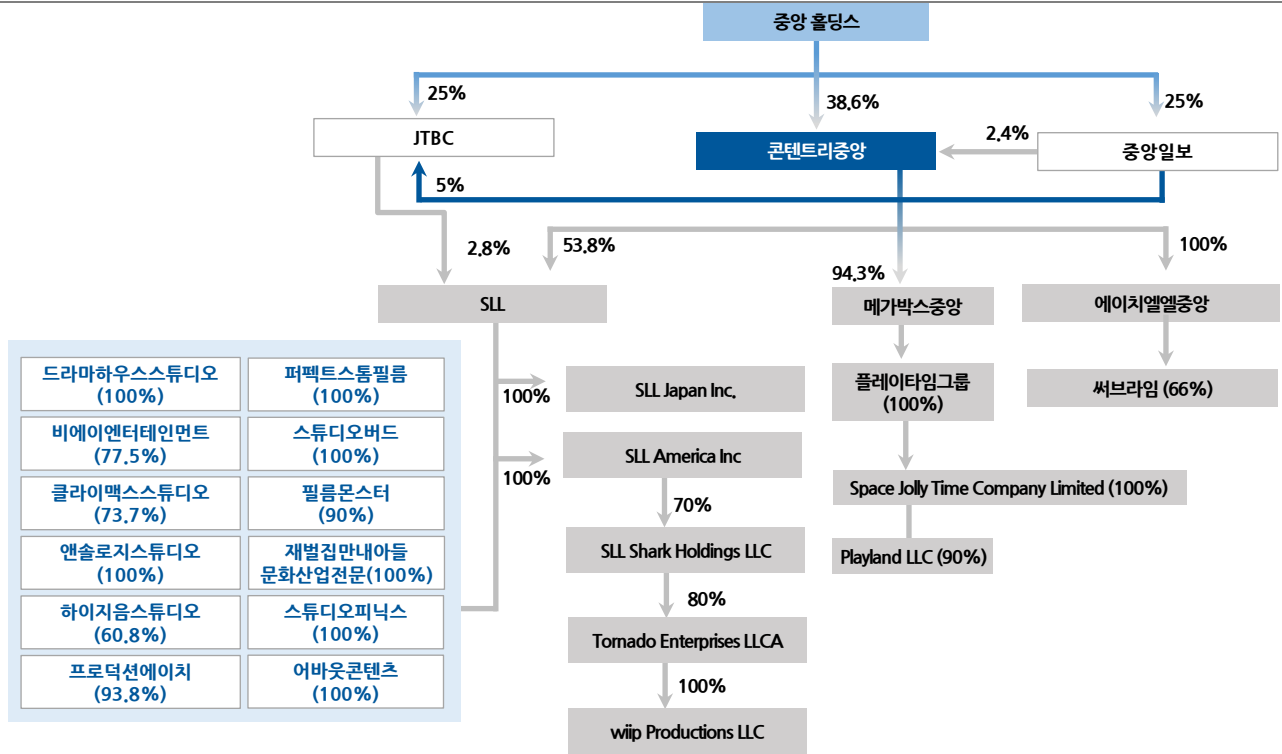 중앙 홀딩스
25%
38.6%
25%
JTBC
콘텐트리중앙
2.4%
중앙일보
5%
2.8%
53.8%
100%
94.3%
SLL
메가박스중앙
에이치엘엘중앙
드라마하우스스튜디오
(100%)
퍼펙트스톰필름
(100%)
비에이엔터테인먼트
(77.5%)
스튜디오버드
(100%)
클라이맥스스튜디오
(73.7%)
필름몬스터
(90%)
앤솔로지스튜디오
(100%)
재벌집만내아들
문화산업전문(100%)
하이지음스튜디오
(60.8%)
스튜디오피닉스
(100%)
프로덕션에이치
(93.8%)
어바웃콘텐츠
(100%)
100%
SLL Japan Inc.
100%
SLL America Inc
70%
SLL Shark Holdings LLC
80%
Tornado Enterprises LLCA
100%
wiip Productions LLC
플레이타임그룹
(100%)
써브라임 (66%)
Space Jolly Time Company Limited (100%)
Playland LLC (90%)